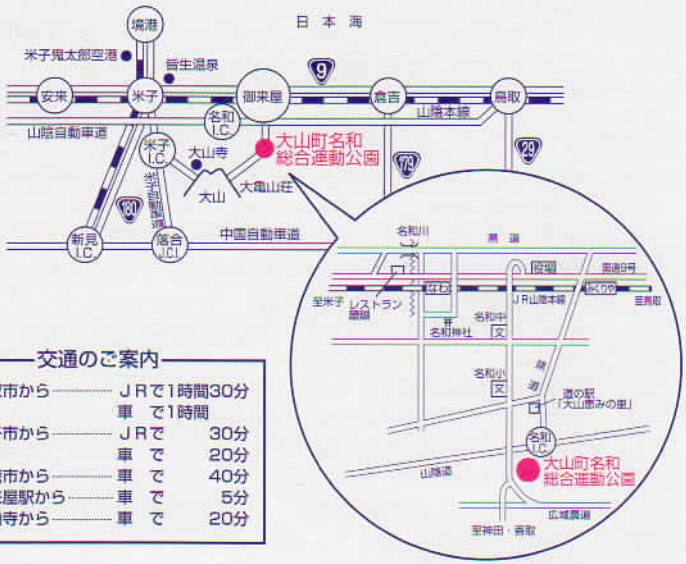 日本海
境港
米子鬼太郎空港
皆生温泉
9
安来
米子
御来屋
倉吉
鳥取
山陰本線
名和
I.C.
山陰自動車道
米子
I.C.
大山寺
大山町名和
総合運動公園
179
29
大山
大亀山荘
180
米子自動車道
新見
I.C.
落合
J.C.I.
中国自動車道
名和川
県道
役場
国道9号
なわ
みくりや
至米子
レストラン
JR山陰本線
至鳥取
名和神社
名和中
文
県道
名和小
文
道の駅
「大山恵みの里」
名和
I.C.
山陰道
大山町名和
総合運動公園
広域農道
至神田・香取
交通のご案内
市から JRで1時間30分
車 で1時間
市から JRで 30分
車 で 20分
市から 車 で 40分
屋駅から 車 で 5分
寺から 車 で 20分